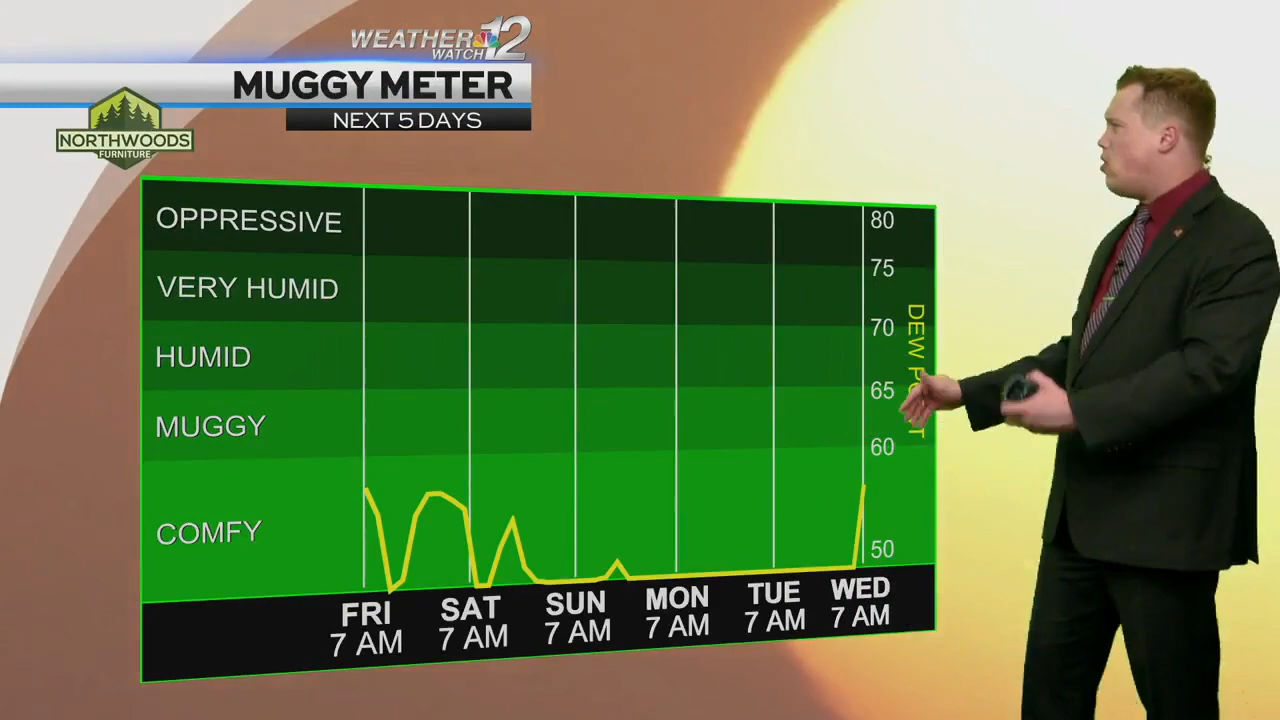 WEATHER
WATCH 12
MUGGY METER
NEXT 5 DAYS
NORTHWOODS
FURNITURE
OPPRESSIVE
VERY HUMID
HUMID
MUGGY
COMFY
80
75
70
65
60
50
FRI
7 AM
SAT
7 AM
SUN
7 AM
MON
7 AM
TUE
7 AM
WED
7 AM
DEW